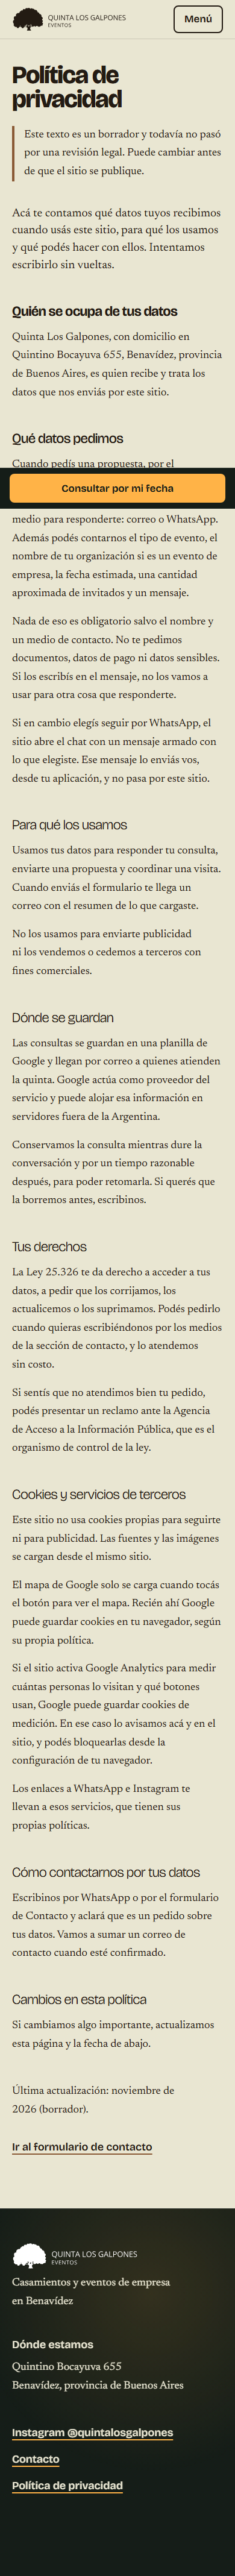 QUINTA LOS GALPONES
EVENTOS
Menú
Política de
privacidad
Este texto es un borrador y todavía no pasó
por una revisión legal. Puede cambiar antes
de que el sitio se publique.
Acá te contamos qué datos tuyos recibimos
cuando usás este sitio, para qué los usamos
y qué podés hacer con ellos. Intentamos
escribirlo sin vueltas.
Quién se ocupa de tus datos
Quinta Los Galpones, con domicilio en
Quintino Bocayuva 655, Benavídez, provincia
de Buenos Aires, es quien recibe y trata los
datos que nos enviás por este sitio.
Qué datos pedimos
Cuando pedís una propuesta, por el
Consultar por mi fecha
medio para responderte: correo o WhatsApp.
Además podés contarnos el tipo de evento, el
nombre de tu organización si es un evento de
empresa, la fecha estimada, una cantidad
aproximada de invitados y un mensaje.
Nada de eso es obligatorio salvo el nombre y
un medio de contacto. No te pedimos
documentos, datos de pago ni datos sensibles.
Si los escribís en el mensaje, no los vamos a
usar para otra cosa que responderte.
Si en cambio elegís seguir por WhatsApp, el
sitio abre el chat con un mensaje armado con
lo que elegiste. Ese mensaje lo enviás vos,
desde tu aplicación, y no pasa por este sitio.
Para qué los usamos
Usamos tus datos para responder tu consulta,
enviarte una propuesta y coordinar una visita.
Cuando enviás el formulario te llega un
correo con el resumen de lo que cargaste.
No los usamos para enviarte publicidad
ni los vendemos o cedemos a terceros con
fines comerciales.
Dónde se guardan
Las consultas se guardan en una planilla de
Google y llegan por correo a quienes atienden
la quinta. Google actúa como proveedor del
servicio y puede alojar esa información en
servidores fuera de la Argentina.
Conservamos la consulta mientras dure la
conversación y por un tiempo razonable
después, para poder retomarla. Si querés que
la borremos antes, escribinos.
Tus derechos
La Ley 25.326 te da derecho a acceder a tus
datos, a pedir que los corrijamos, los
actualicemos o los suprimamos. Podés pedirlo
cuando quieras escribiéndonos por los medios
de la sección de contacto, y lo atendemos
sin costo.
Si sentís que no atendimos bien tu pedido,
podés presentar un reclamo ante la Agencia
de Acceso a la Información Pública, que es el
organismo de control de la ley.
Cookies y servicios de terceros
Este sitio no usa cookies propias para seguirte
ni para publicidad. Las fuentes y las imágenes
se cargan desde el mismo sitio.
El mapa de Google solo se carga cuando tocás
el botón para ver el mapa. Recién ahí Google
puede guardar cookies en tu navegador, según
su propia política.
Si el sitio activa Google Analytics para medir
cuántas personas lo visitan y qué botones
usan, Google puede guardar cookies de
medición. En ese caso lo avisamos acá y en el
sitio, y podés bloquearlas desde la
configuración de tu navegador.
Los enlaces a WhatsApp e Instagram te
llevan a esos servicios, que tienen sus
propias políticas.
Cómo contactarnos por tus datos
Escribinos por WhatsApp o por el formulario
de Contacto y aclará que es un pedido sobre
tus datos. Vamos a sumar un correo de
contacto cuando esté confirmado.
Cambios en esta política
Si cambiamos algo importante, actualizamos
esta página y la fecha de abajo.
Última actualización: noviembre de
2026 (borrador).
Ir al formulario de contacto
QUINTA LOS GALPONES
EVENTOS
Casamientos y eventos de empresa
en Benavídez
Dónde estamos
Quintino Bocayuva 655
Benavídez, provincia de Buenos Aires
Instagram @quintalosgalpones
Contacto
Política de privacidad